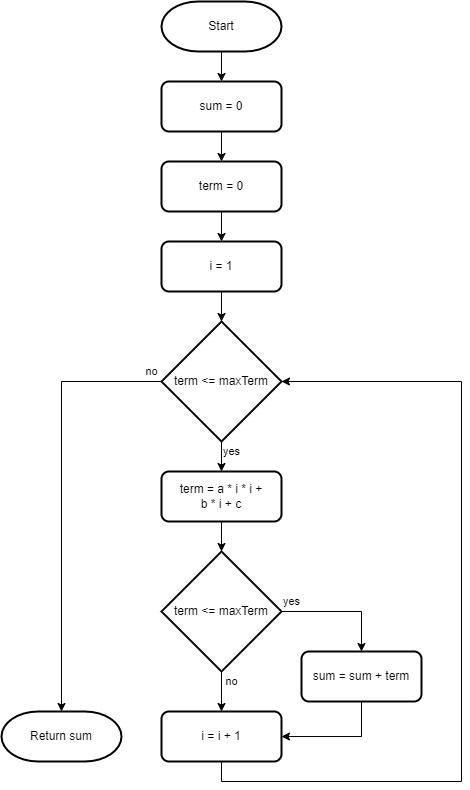 Start
sum = 0
term = 0
i = 1
no
term <= maxTerm
yes
term = a * i * i +
b * i + c
term <= maxTerm
yes
sum = sum + term
no
Return sum
i = i + 1